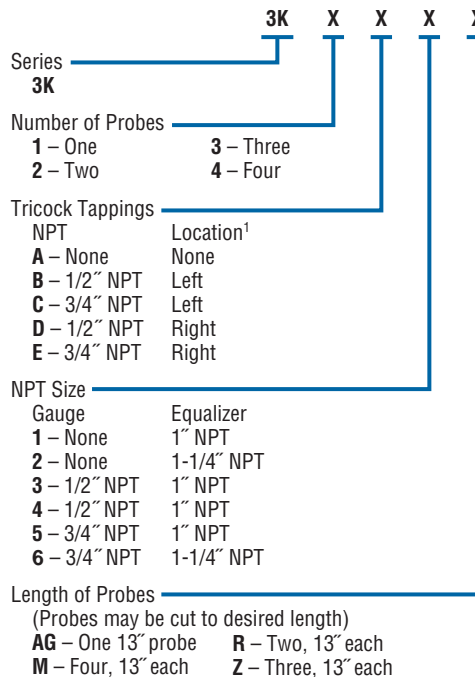 3K X X X
Series
3K
Number of Probes
1 – One 3 – Three
2 – Two 4 – Four
Tricock Tappings
NPT Location¹
A – None None
B – 1/2˝ NPT Left
C – 3/4˝ NPT Left
D – 1/2˝ NPT Right
E – 3/4˝ NPT Right
NPT Size
Gauge Equalizer
1 – None 1˝ NPT
2 – None 1-1/4˝ NPT
3 – 1/2˝ NPT 1˝ NPT
4 – 1/2˝ NPT 1˝ NPT
5 – 3/4˝ NPT 1˝ NPT
6 – 3/4˝ NPT 1-1/4˝ NPT
Length of Probes
(Probes may be cut to desired length)
AG – One 13˝ probe R – Two, 13˝ each
M – Four, 13˝ each Z – Three, 13˝ each